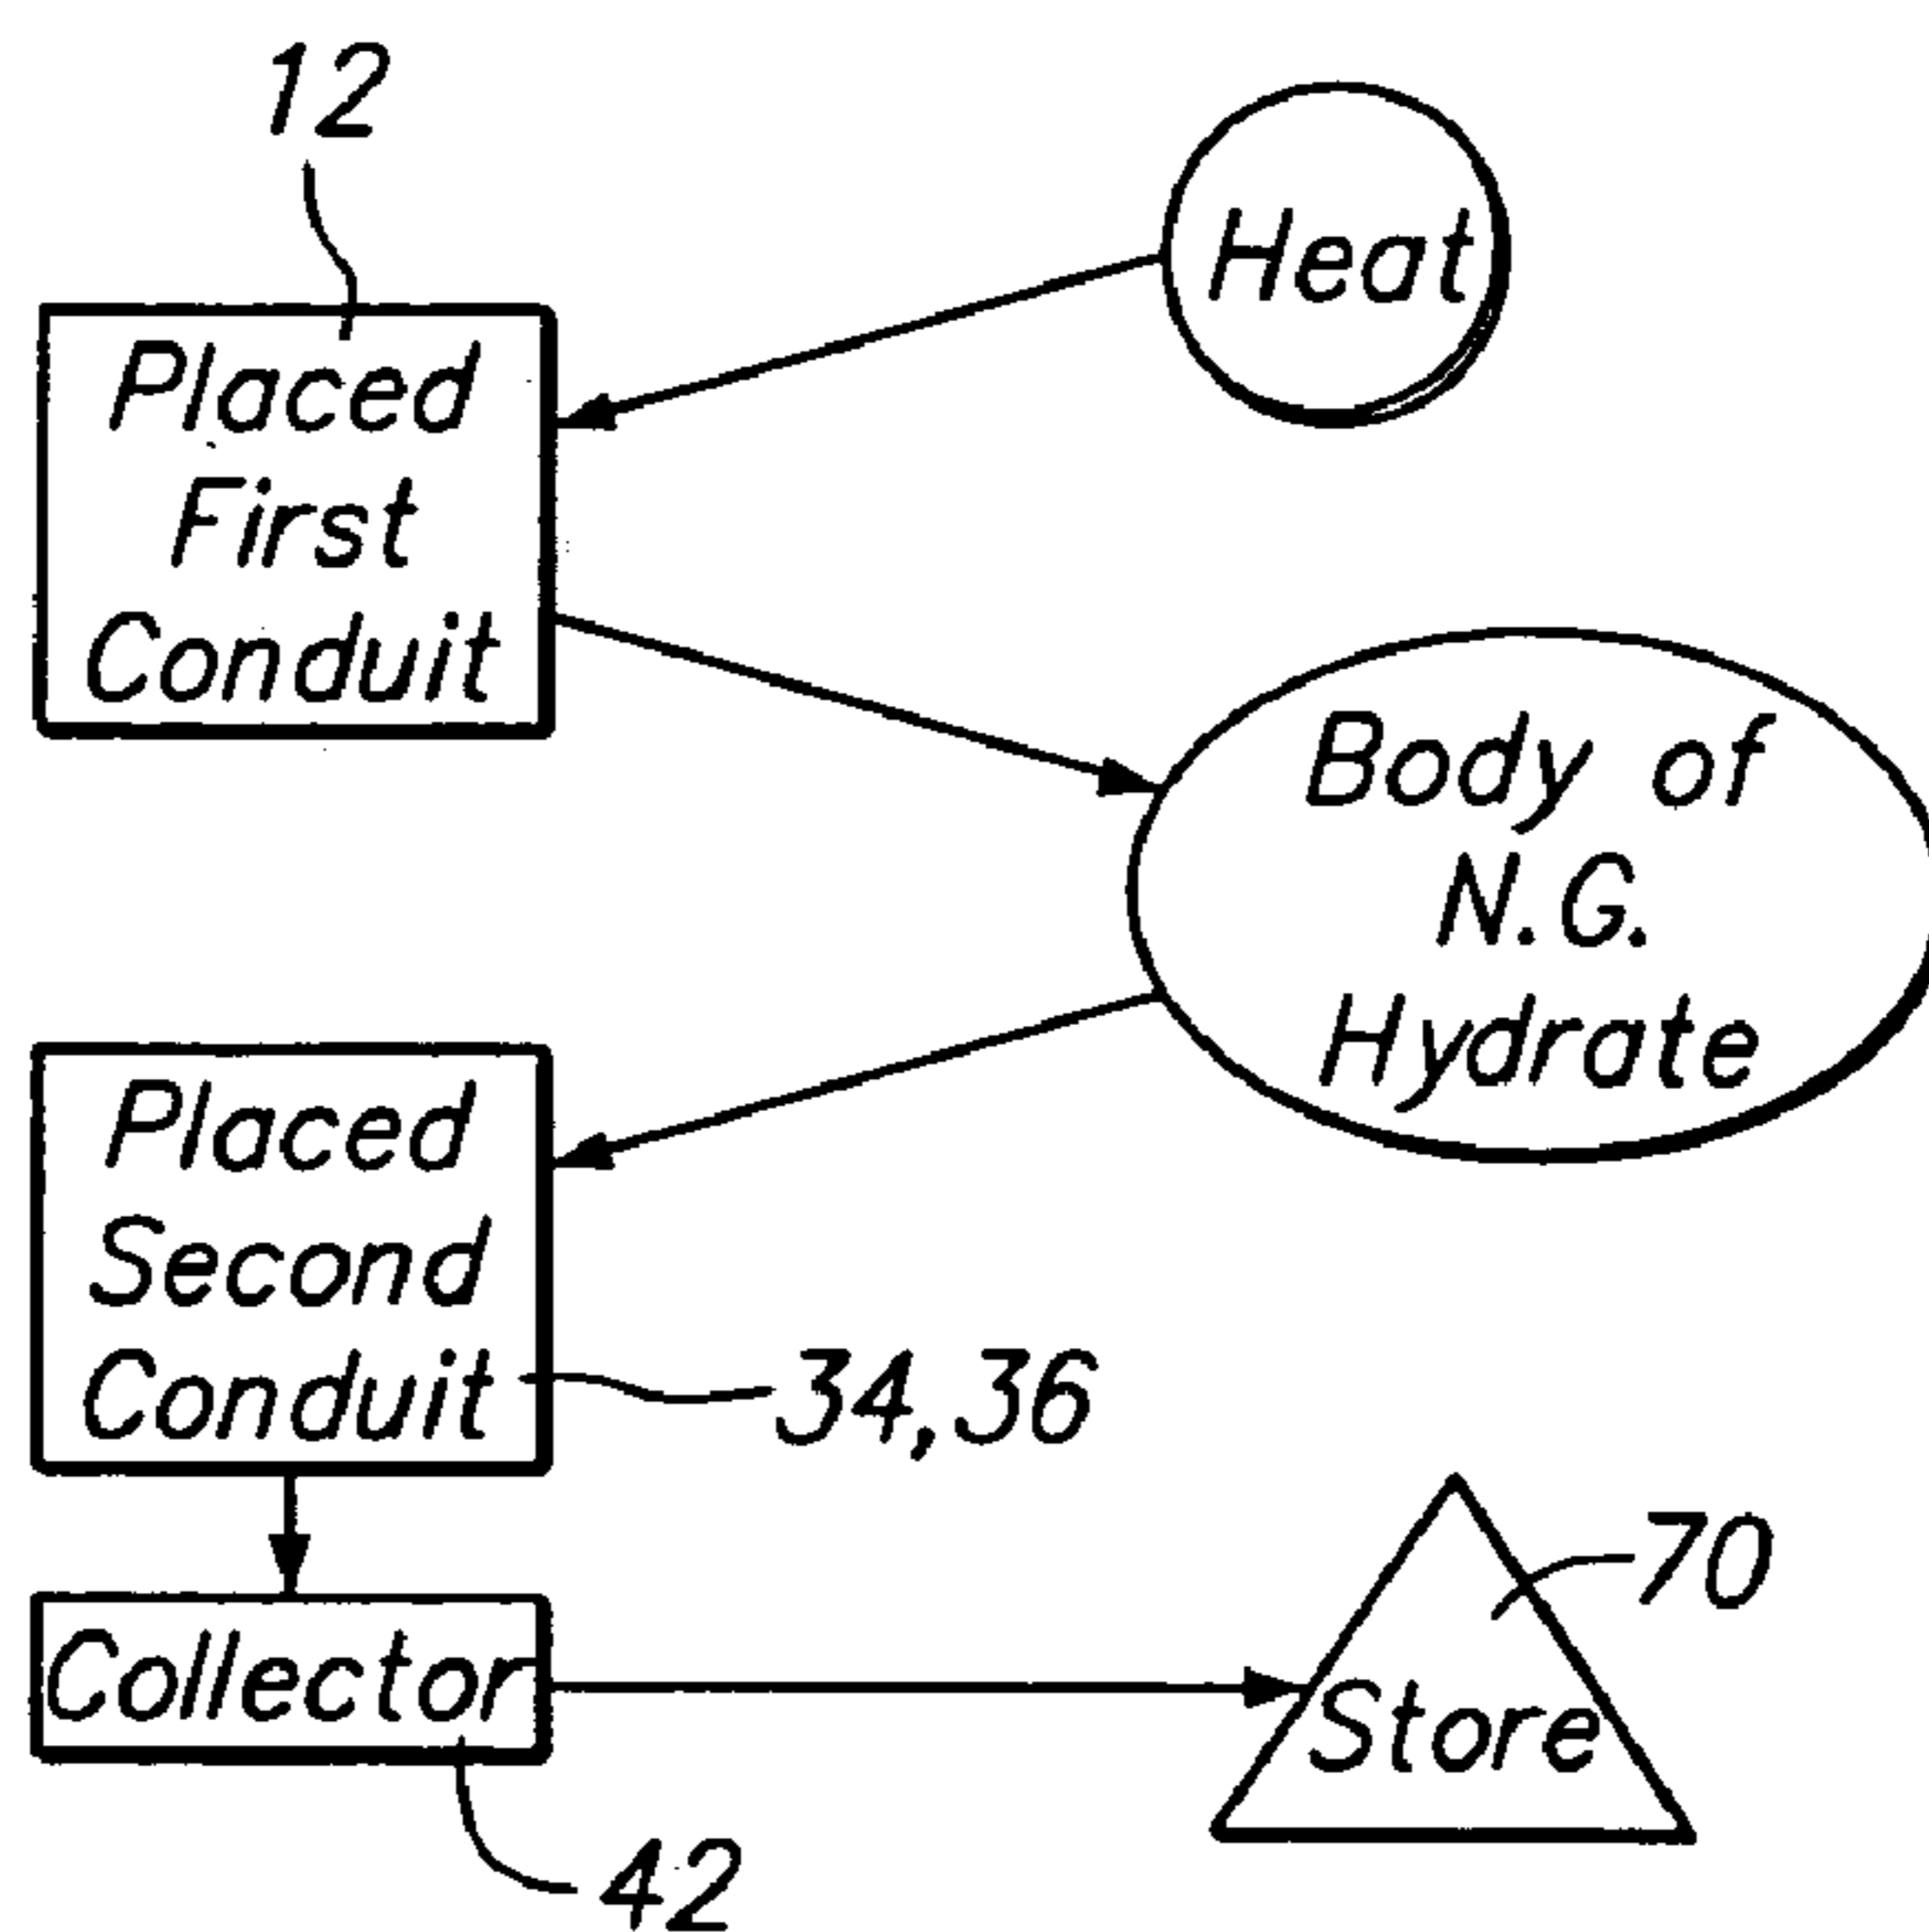 12
Heat
Placed
First
Conduit
Body of
N.G.
Hydrate
Placed
Second
Conduit
34,36
70
Collector
Store
42